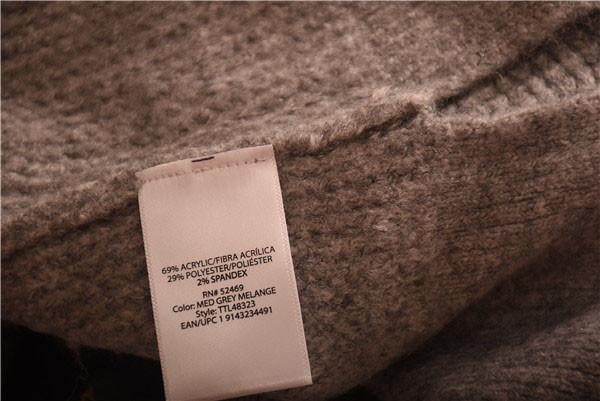 69% ACRYLIC/FIBRA ACRÍLICA
29% POLYESTER/POLIÉSTER
2% SPANDEX
RN# 52469
Color: MED GREY MELANGE
Style: TTL48323
EAN/UPC 1 9143234491